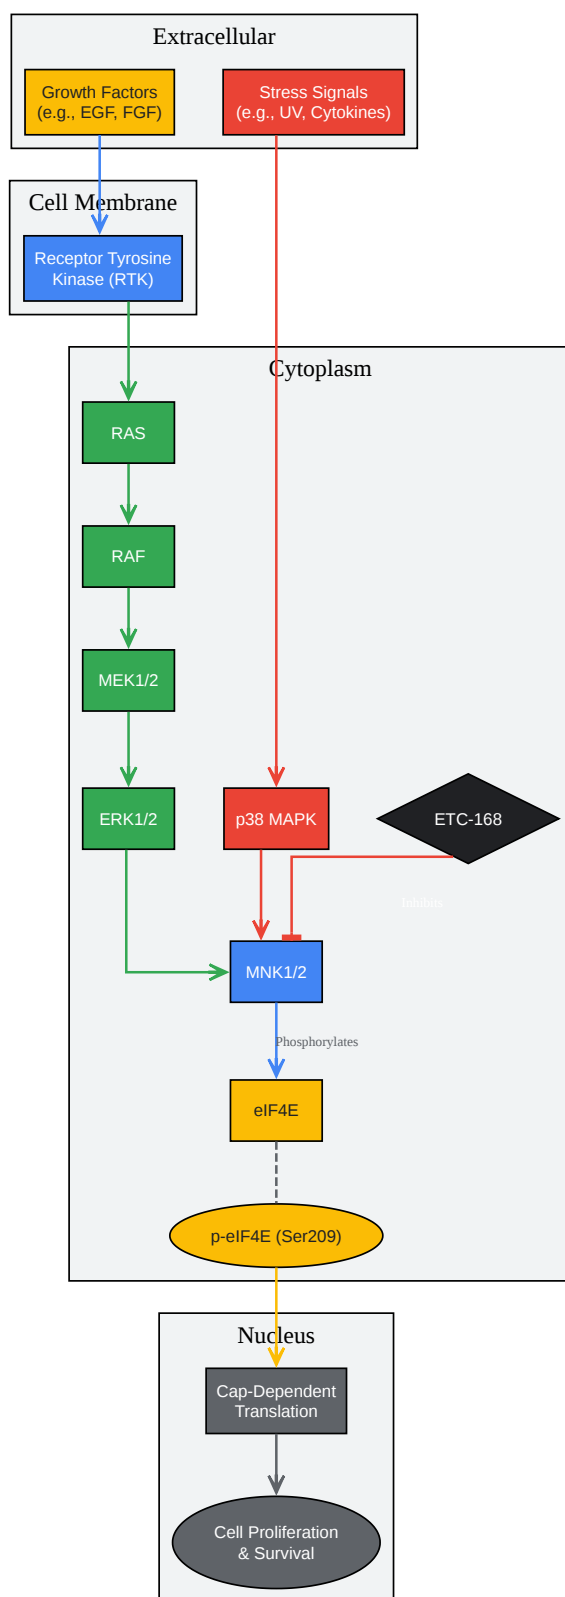 Extracellular
Growth Factors
(e.g., EGF, FGF)
Stress Signals
(e.g., UV, Cytokines)
Cell Membrane
Receptor Tyrosine
Kinase (RTK)
Cytoplasm
RAS
RAF
MEK1/2
ERK1/2
p38 MAPK
ETC-168
Inhibits
MNK1/2
Phosphorylates
eIF4E
p-eIF4E (Ser209)
Nucleus
Cap-Dependent
Translation
Cell Proliferation
& Survival